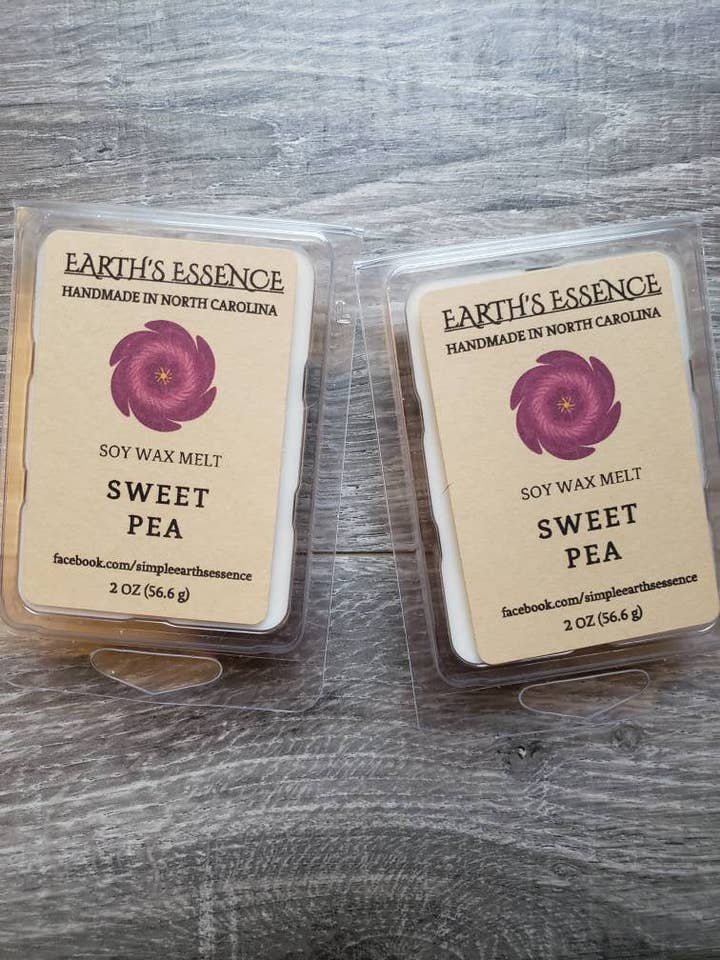 EARTH'S ESSENCE
HANDMADE IN NORTH CAROLINA
SOY WAX MELT
SWEET
PEA
facebook.com/simpleearthsessence
2 OZ (56.6 g)
EARTH'S ESSENCE
HANDMADE IN NORTH CAROLINA
SOY WAX MELT
SWEET
PEA
facebook.com/simpleearthsessence
2 OZ (56.6 g)